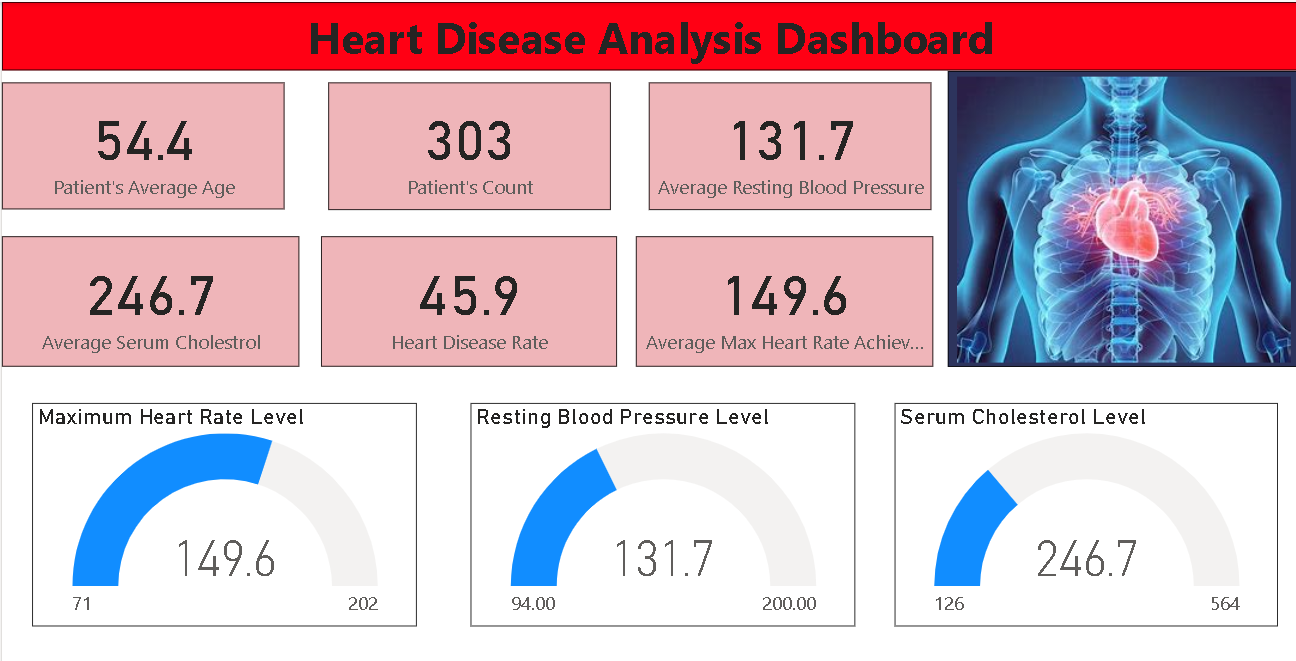 Heart Disease Analysis Dashboard
54.4
Patient's Average Age
303
Patient's Count
131.7
Average Resting Blood Pressure
246.7
Average Serum Cholestrol
45.9
Heart Disease Rate
149.6
Average Max Heart Rate Achiev...
Maximum Heart Rate Level
149.6
71
202
Resting Blood Pressure Level
131.7
94.00
200.00
Serum Cholesterol Level
246.7
126
564